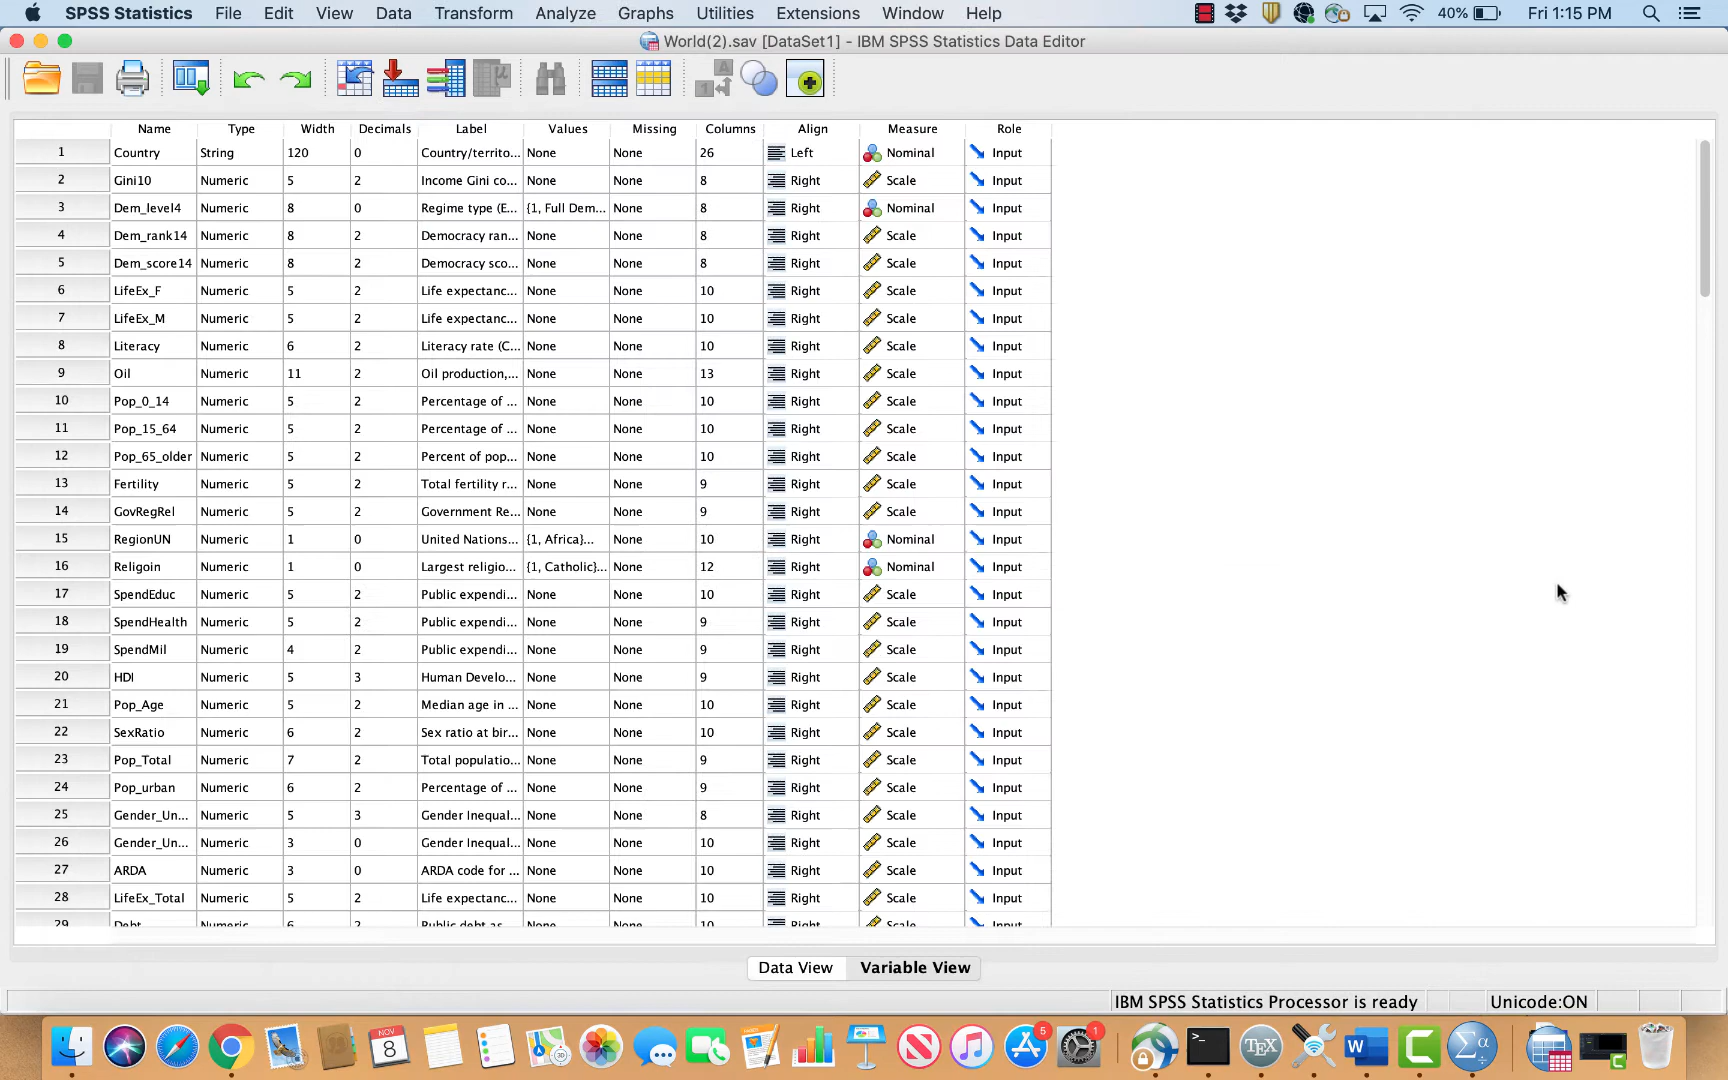 SPSS Statistics File Edit View Data Transform Analyze Graphs Utilities Extensions Window Help 40% Fri 1:15 PM
World(2).sav [DataSet1] - IBM SPSS Statistics Data Editor
Name Type Width Decimals Label Values Missing Columns Align Measure Role
1 Country String 120 0 Country/territo... None None 26 Left Nominal Input
2 Gini10 Numeric 5 2 Income Gini co... None None 8 Right Scale Input
3 Dem_level4 Numeric 8 0 Regime type (E... {1, Full Dem... None 8 Right Nominal Input
4 Dem_rank14 Numeric 8 2 Democracy ran... None None 8 Right Scale Input
5 Dem_score14 Numeric 8 2 Democracy sco... None None 8 Right Scale Input
6 LifeEx_F Numeric 5 2 Life expectanc... None None 10 Right Scale Input
7 LifeEx_M Numeric 5 2 Life expectanc... None None 10 Right Scale Input
8 Literacy Numeric 6 2 Literacy rate (C... None None 10 Right Scale Input
9 Oil Numeric 11 2 Oil production,... None None 13 Right Scale Input
10 Pop_0_14 Numeric 5 2 Percentage of ... None None 10 Right Scale Input
11 Pop_15_64 Numeric 5 2 Percentage of ... None None 10 Right Scale Input
12 Pop_65_older Numeric 5 2 Percent of pop... None None 10 Right Scale Input
13 Fertility Numeric 5 2 Total fertility r... None None 9 Right Scale Input
14 GovRegRel Numeric 5 2 Government Re... None None 9 Right Scale Input
15 RegionUN Numeric 1 0 United Nations... {1, Africa}... None 10 Right Nominal Input
16 Religoin Numeric 1 0 Largest religio... {1, Catholic}... None 12 Right Nominal Input
17 SpendEduc Numeric 5 2 Public expendi... None None 10 Right Scale Input
18 SpendHealth Numeric 5 2 Public expendi... None None 9 Right Scale Input
19 SpendMil Numeric 4 2 Public expendi... None None 9 Right Scale Input
20 HDI Numeric 5 3 Human Develo... None None 9 Right Scale Input
21 Pop_Age Numeric 5 2 Median age in ... None None 10 Right Scale Input
22 SexRatio Numeric 6 2 Sex ratio at bir... None None 10 Right Scale Input
23 Pop_Total Numeric 7 2 Total populatio... None None 9 Right Scale Input
24 Pop_urban Numeric 6 2 Percentage of ... None None 9 Right Scale Input
25 Gender_Un... Numeric 5 3 Gender Inequal... None None 8 Right Scale Input
26 Gender_Un... Numeric 3 0 Gender Inequal... None None 10 Right Scale Input
27 ARDA Numeric 3 0 ARDA code for ... None None 10 Right Scale Input
28 LifeEx_Total Numeric 5 2 Life expectanc... None None 10 Right Scale Input
29 Debt Numeric 6 2 Public debt as... None None 10 Right Scale Input
Data View Variable View
IBM SPSS Statistics Processor is ready Unicode:ON
NOV
8
5
1
TEX
W